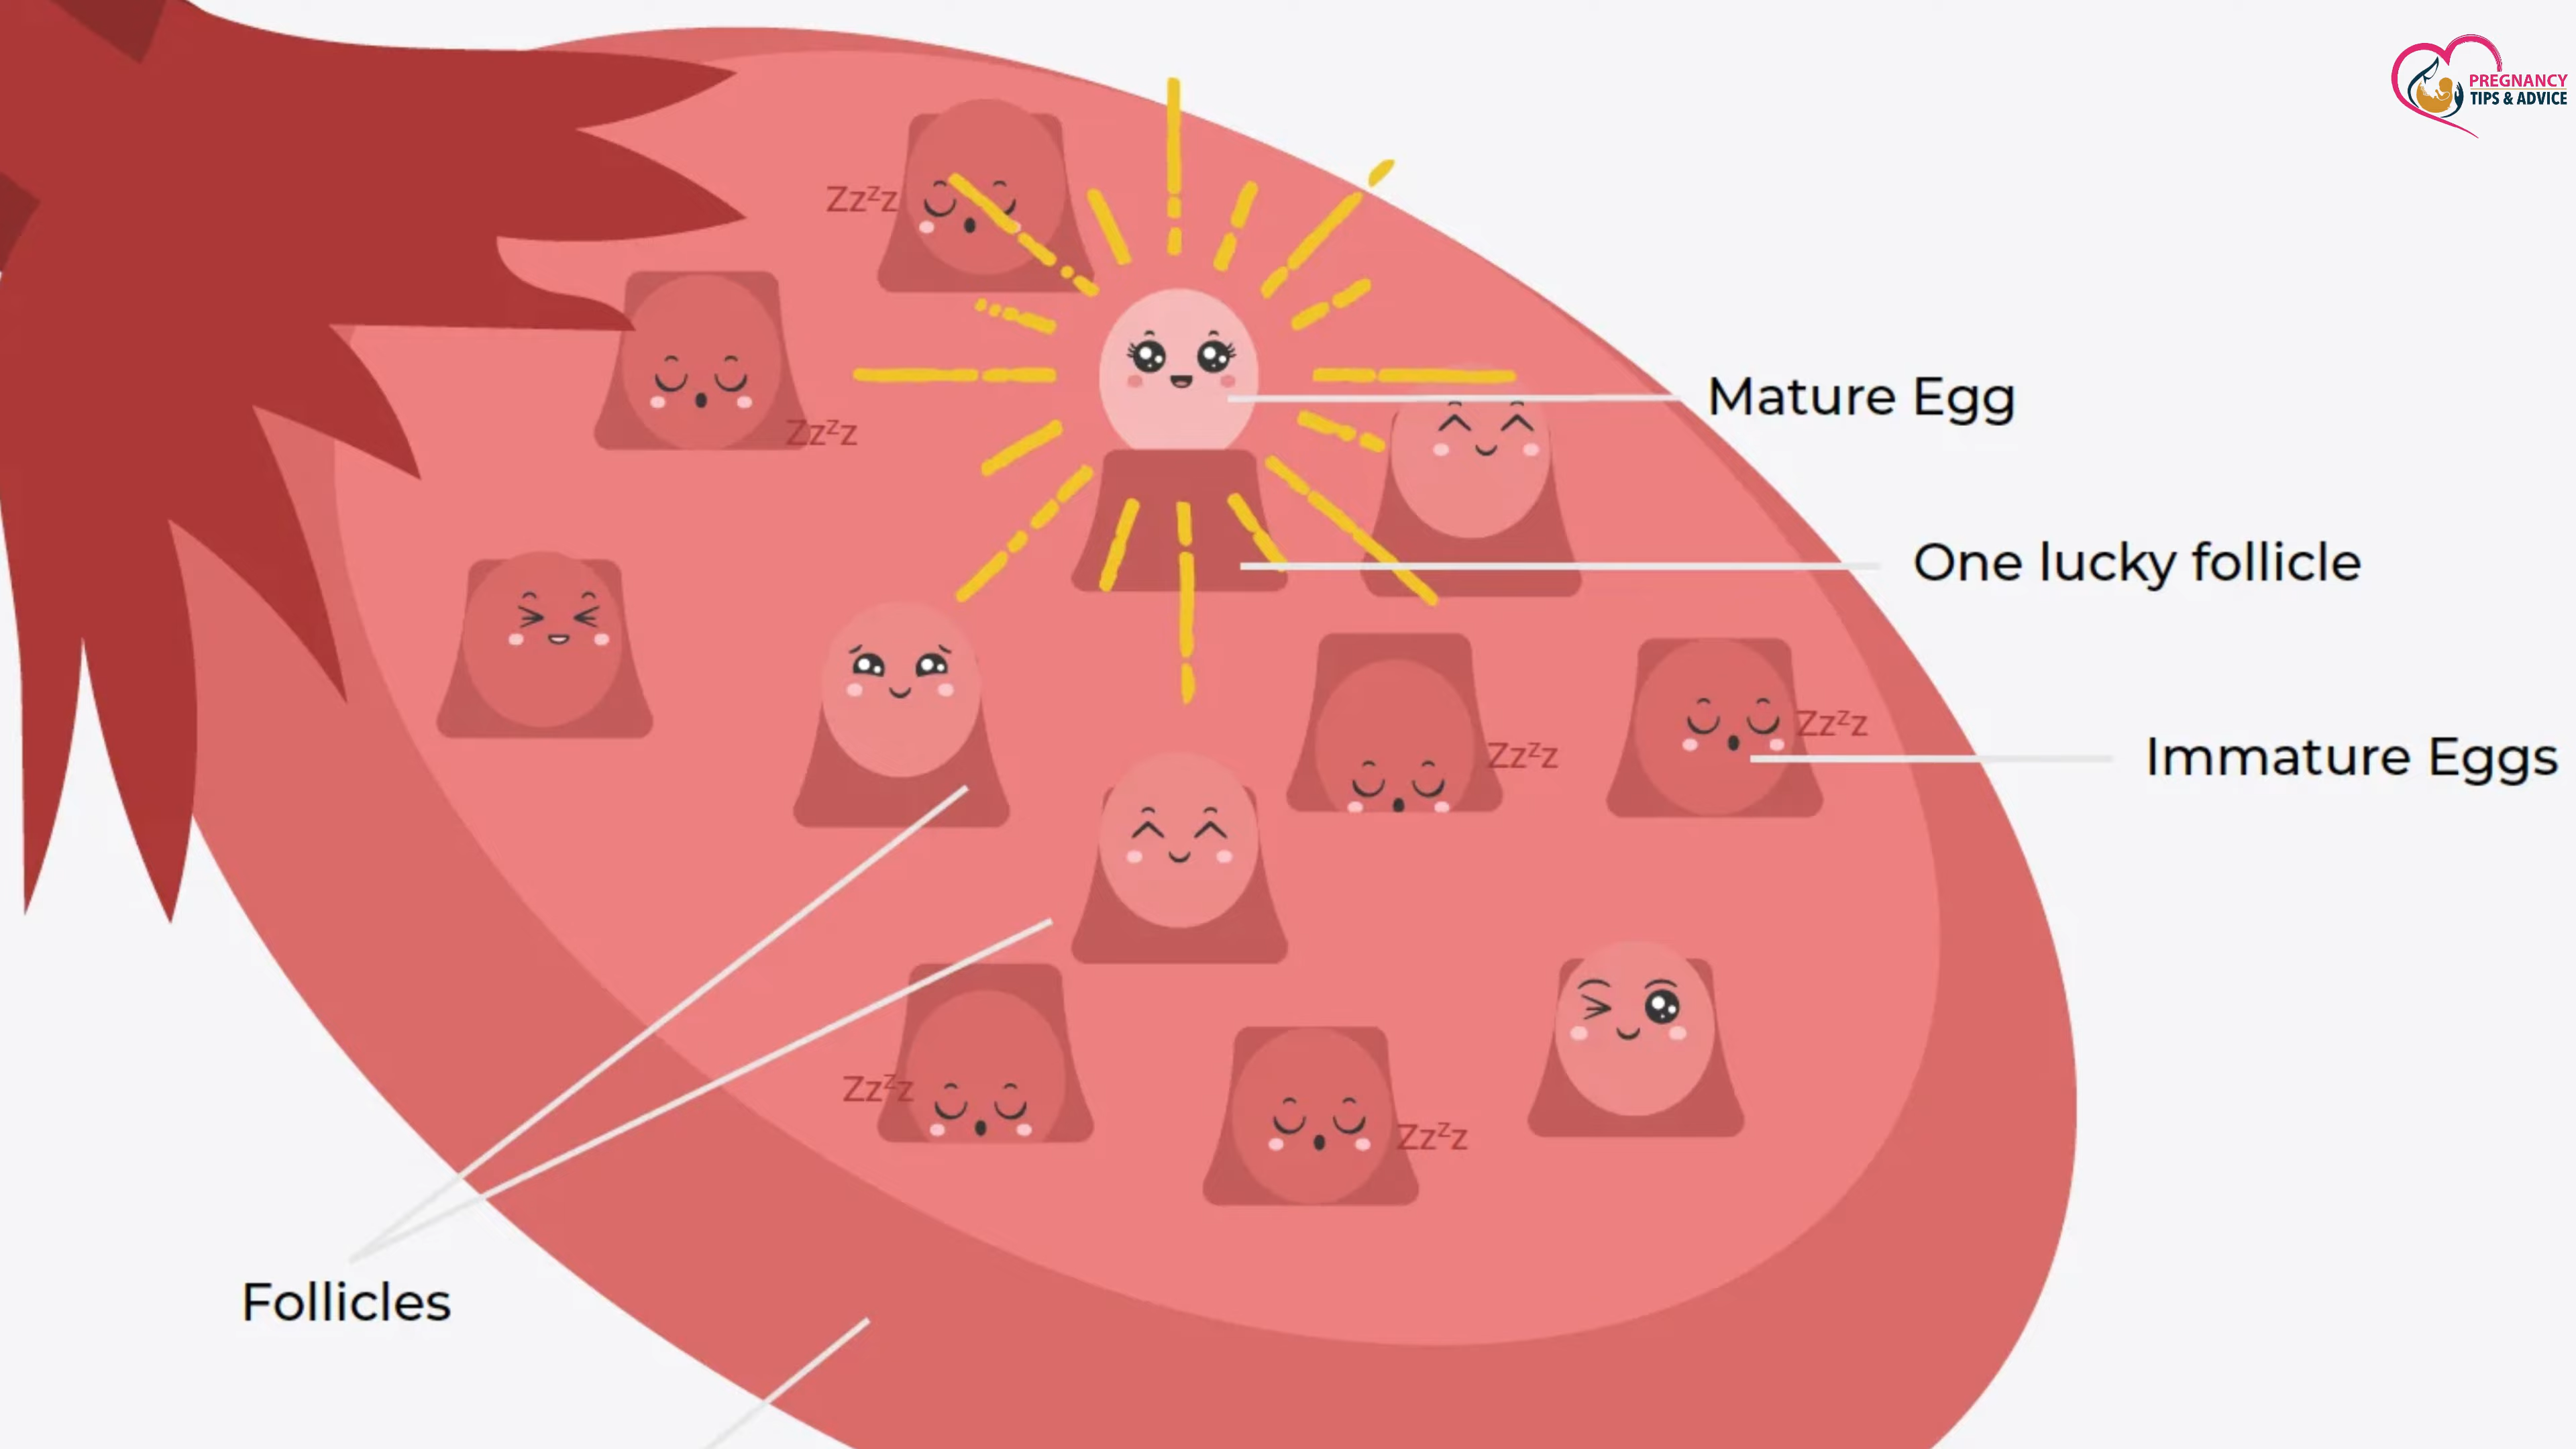 PREGNANCY
TIPS & ADVICE
Zzzz
Mature Egg
Zzzz
One lucky follicle
Zzzz
Zzzz
Immature Eggs
Zzzz
Zzzz
Follicles